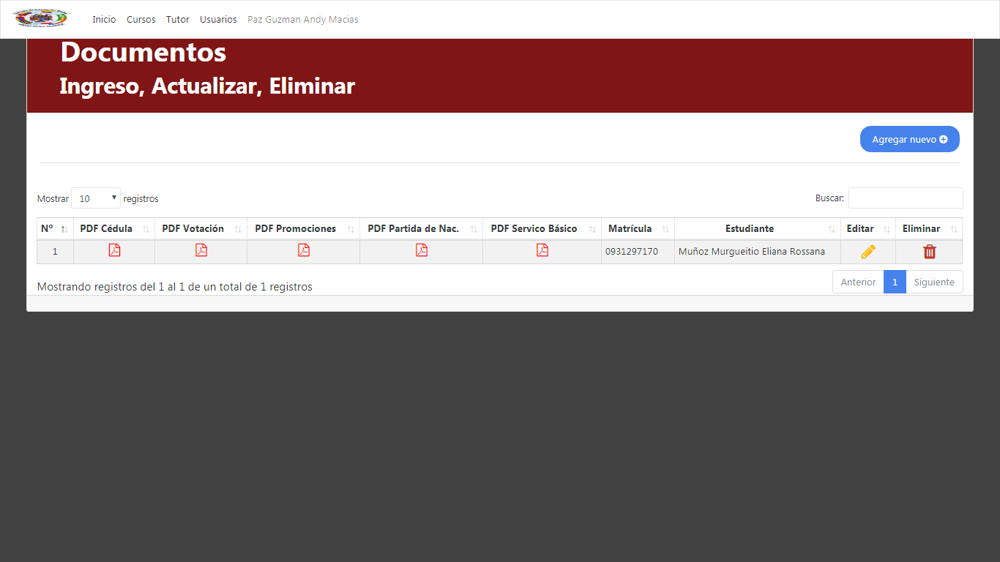 Inicio Cursos Tutor Usuarios Paz Guzman Andy Macias
Documentos
Ingreso, Actualizar, Eliminar
Agregar nuevo
Mostrar 10 registros Buscar:
Nº PDF Cédula PDF Votación PDF Promociones PDF Partida de Nac. PDF Servico Básico Matrícula Estudiante Editar Eliminar
1 0931297170 Muñoz Murgueitio Eliana Rossana
Mostrando registros del 1 al 1 de un total de 1 registros Anterior 1 Siguiente